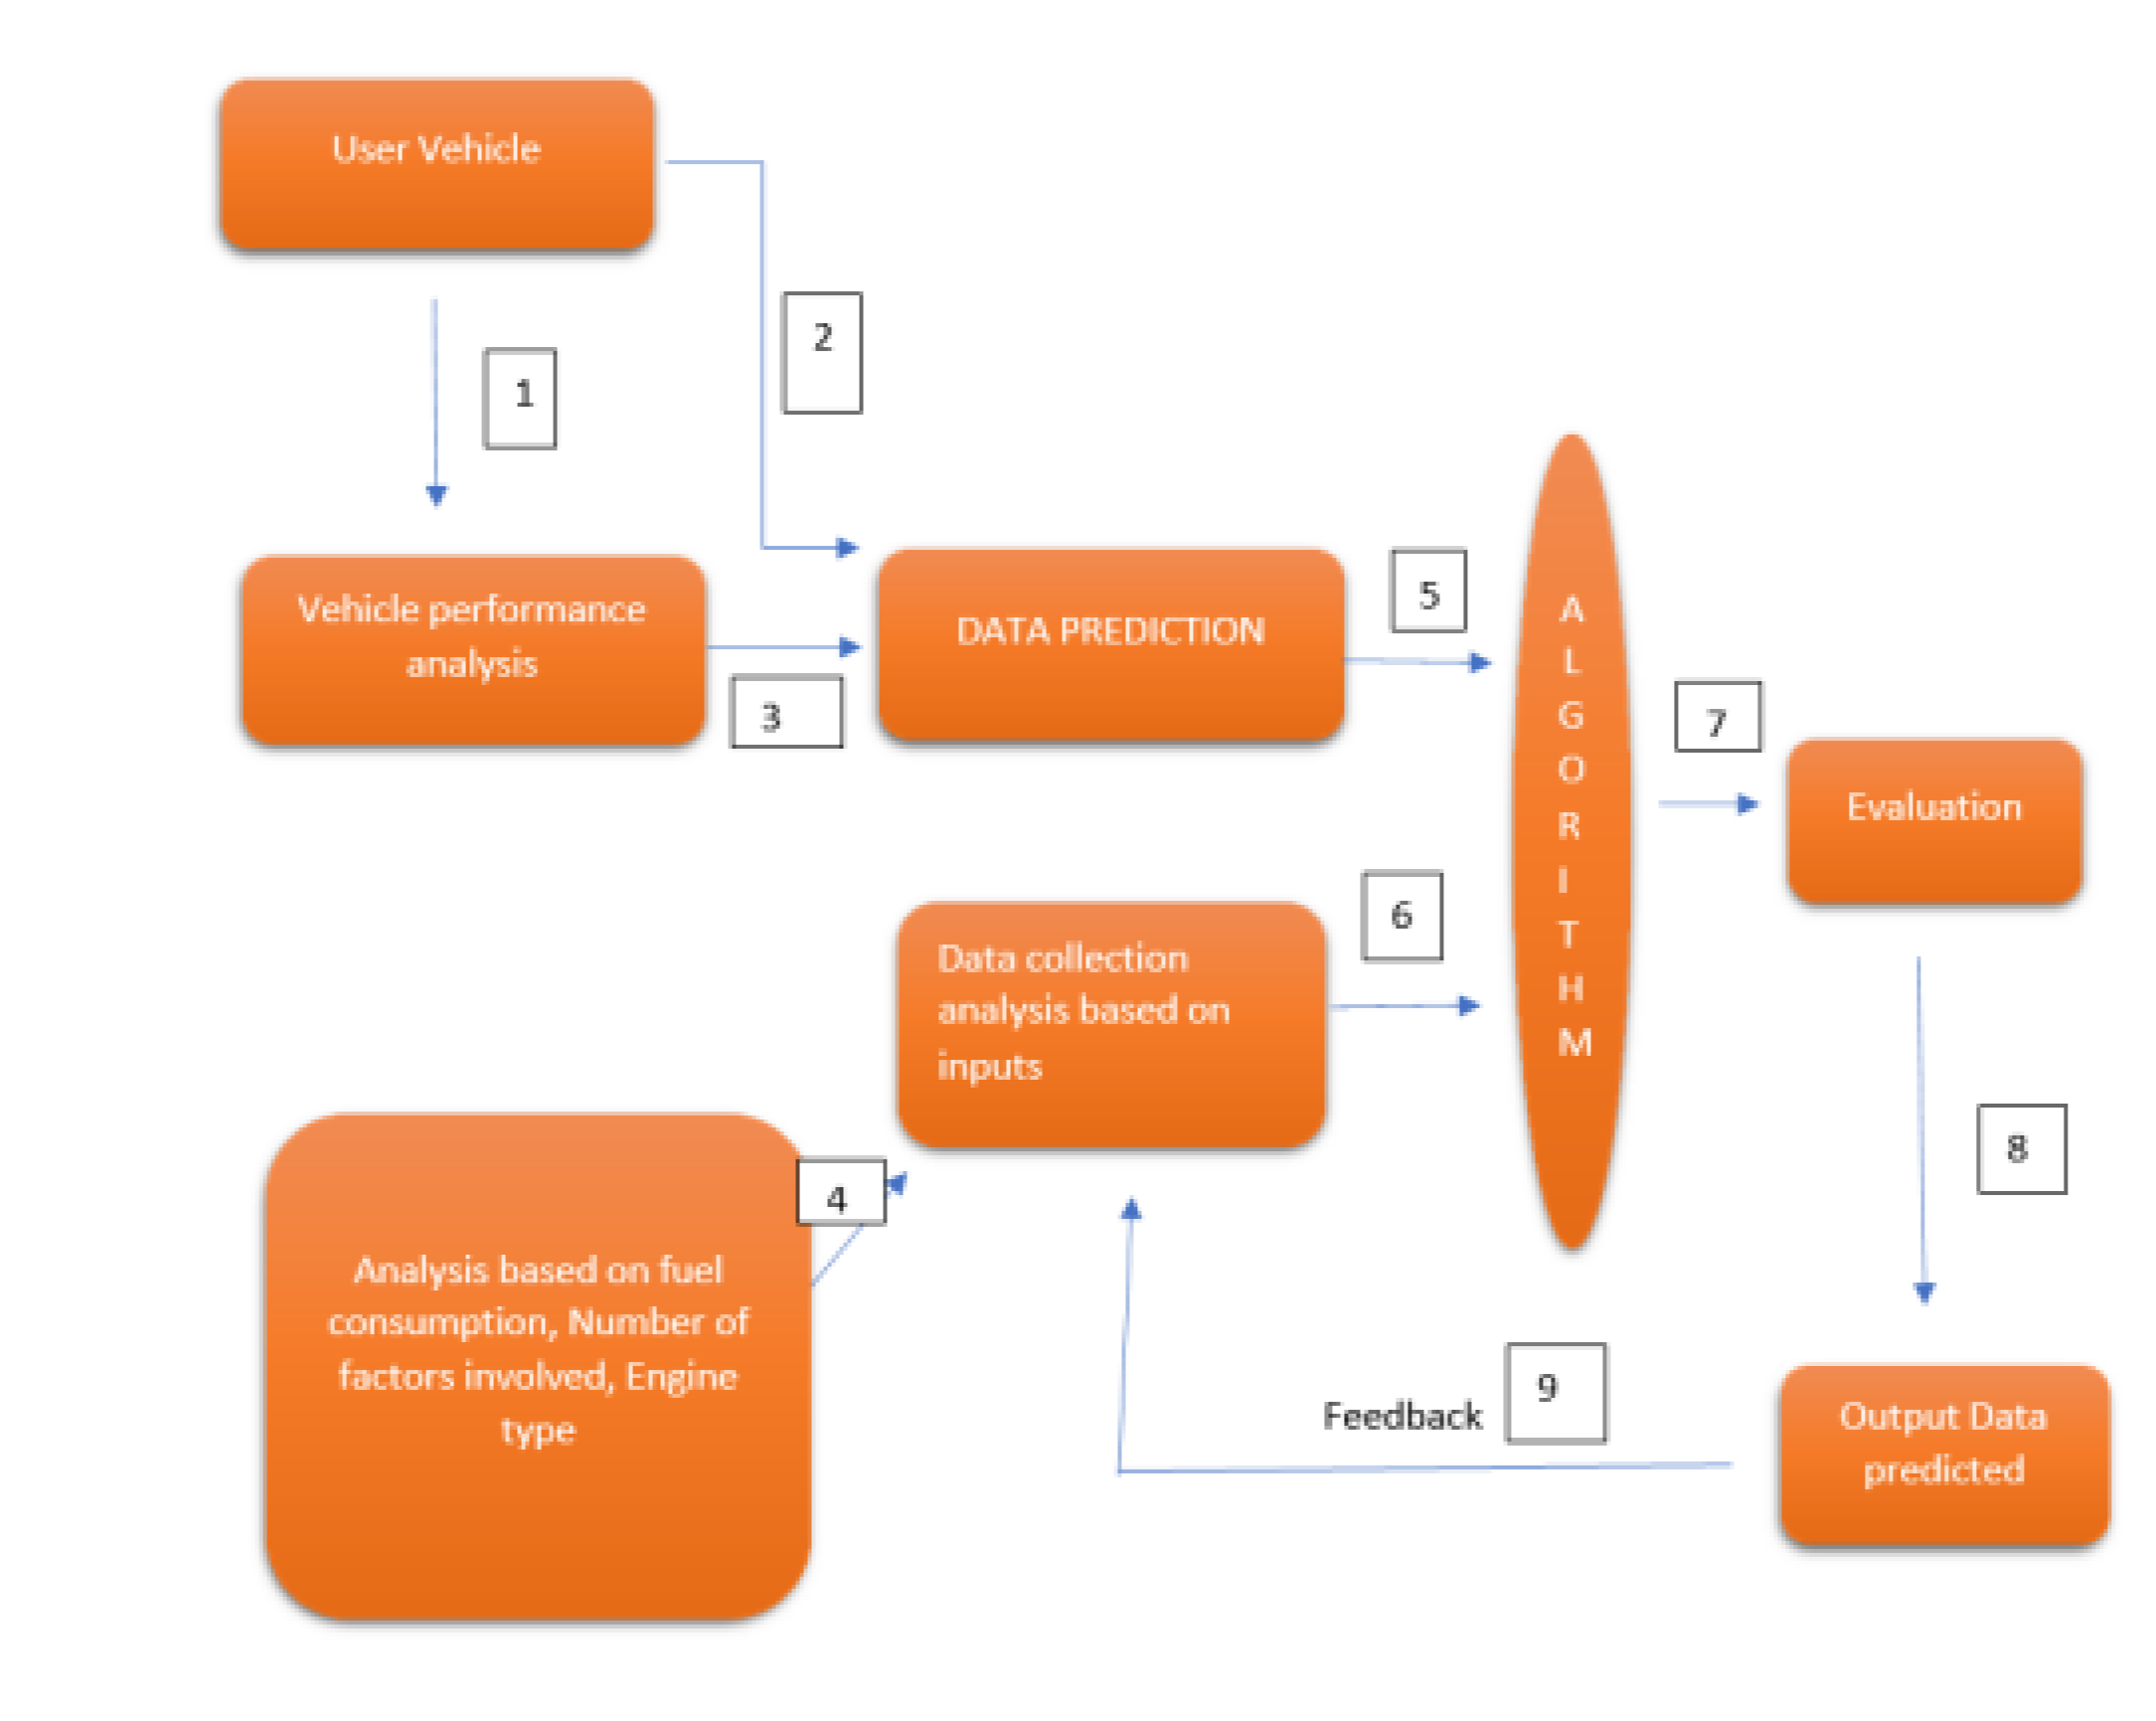 User Vehicle
2
1
Vehicle performance
analysis
3
DATA PREDICTION
5
A
L
G
O
R
I
T
H
M
7
Evaluation
6
Data collection
analysis based on
inputs
4
8
Analysis based on fuel
consumption, Number of
factors involved, Engine
type
Feedback
9
Output Data
predicted